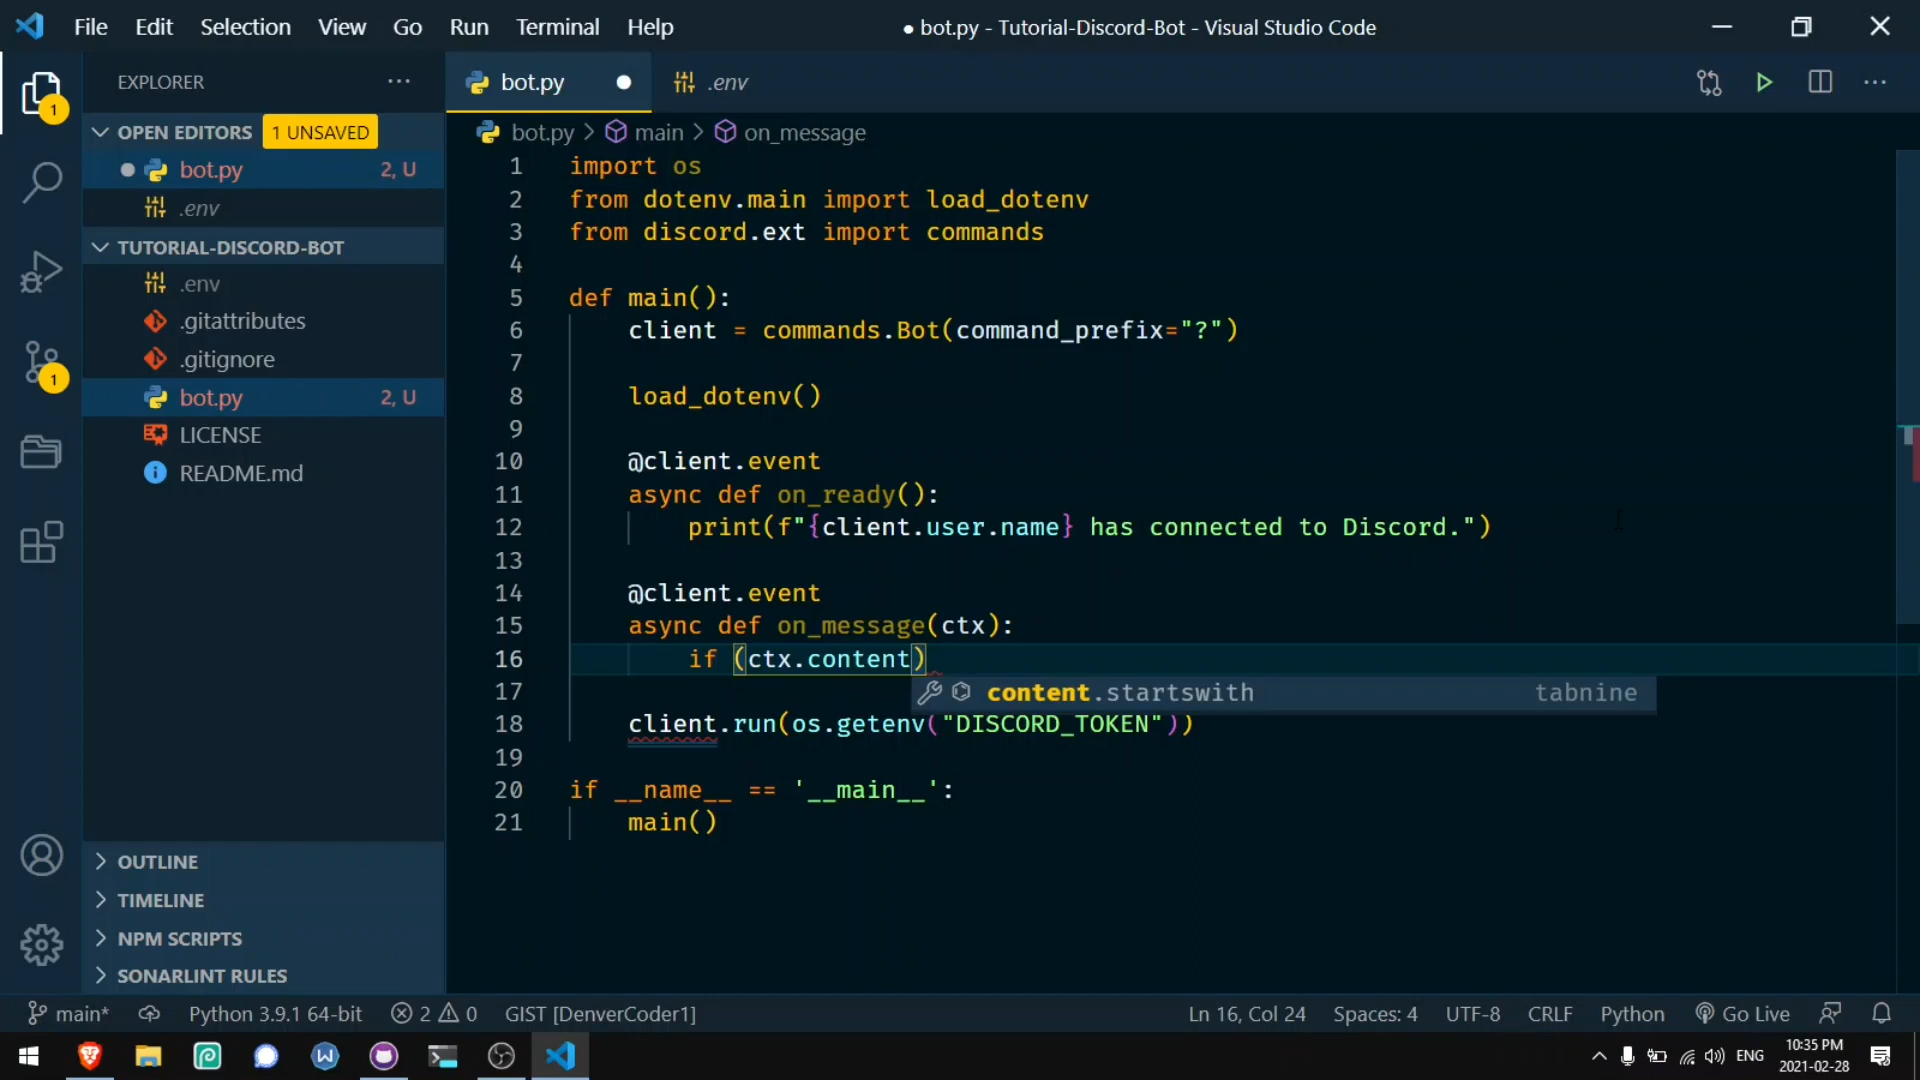 File Edit Selection View Go Run Terminal Help
● bot.py - Tutorial-Discord-Bot - Visual Studio Code
EXPLORER ···
bot.py
.env
OPEN EDITORS 1 UNSAVED
bot.py 2, U
.env
TUTORIAL-DISCORD-BOT
.env
.gitattributes
.gitignore
bot.py 2, U
LICENSE
README.md
OUTLINE
TIMELINE
NPM SCRIPTS
SONARLINT RULES
1
1
bot.py > main > on_message
1 import os
2 from dotenv.main import load_dotenv
3 from discord.ext import commands
4
5 def main():
6 client = commands.Bot(command_prefix="?")
7
8 load_dotenv()
9
10 @client.event
11 async def on_ready():
12 print(f"{client.user.name} has connected to Discord.")
13
14 @client.event
15 async def on_message(ctx):
16 if (ctx.content)
17
content.startswith tabnine
18 client.run(os.getenv("DISCORD_TOKEN"))
19
20 if __name__ == '__main__':
21 main()
main* Python 3.9.1 64-bit 2 0 GIST [DenverCoder1]
Ln 16, Col 24 Spaces: 4 UTF-8 CRLF Python Go Live
ENG
10:35 PM
2021-02-28